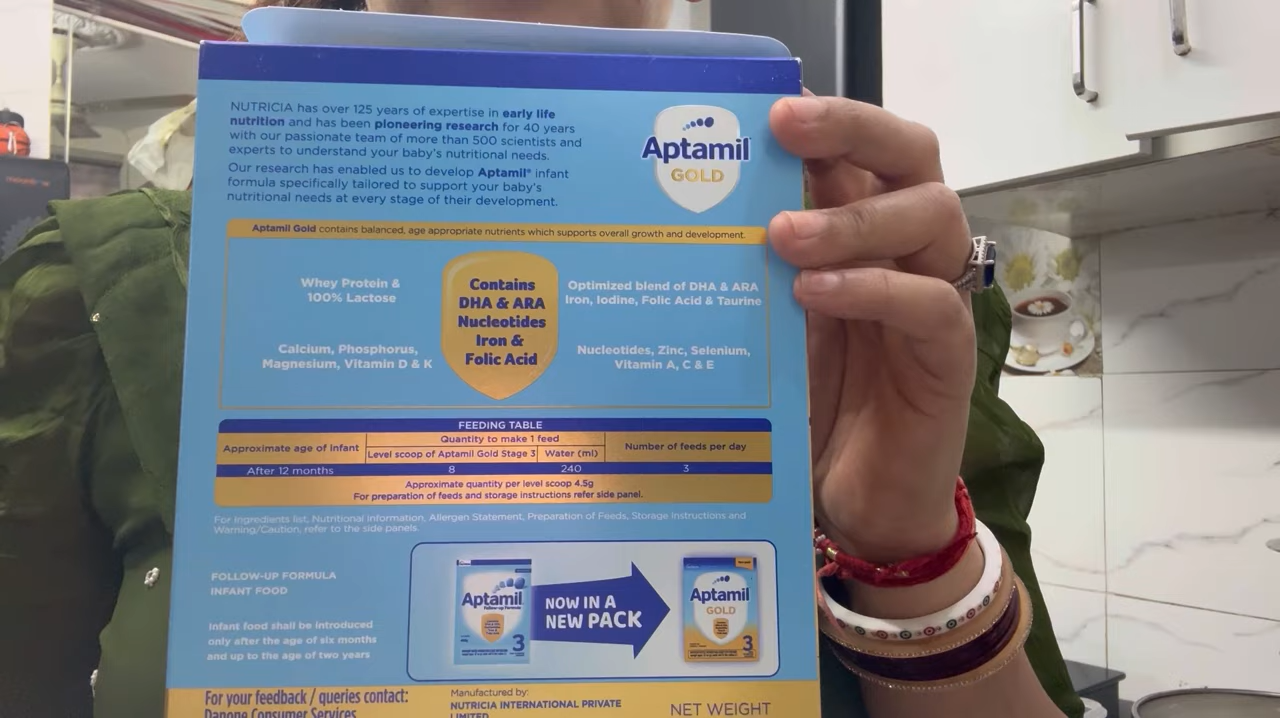 NUTRICIA has over 125 years of expertise in early life
nutrition and has been pioneering research for 40 years
with our passionate team of more than 500 scientists and
experts to understand your baby's nutritional needs.
Our research has enabled us to develop Aptamil® infant
formula specifically tailored to support your baby's
nutritional needs at every stage of their development.
Aptamil
GOLD
Aptamil Gold contains balanced, age appropriate nutrients which supports overall growth and development.
Whey Protein &
100% Lactose
Calcium, Phosphorus,
Magnesium, Vitamin D & K
Contains
DHA & ARA
Nucleotides
Iron &
Folic Acid
Optimized blend of DHA & ARA
Iron, Iodine, Folic Acid & Taurine
Nucleotides, Zinc, Selenium,
Vitamin A, C & E
FEEDING TABLE
Approximate age of infant
Quantity to make 1 feed
Level scoop of Aptamil Gold Stage 3 Water (ml)
Number of feeds per day
After 12 months 8 240 3
Approximate quantity per level scoop 4.5g
For preparation of feeds and storage instructions refer side panel.
For Ingredients list, Nutritional information, Allergen Statement, Preparation of Feeds, Storage Instructions and
Warning/Caution, refer to the side panels.
FOLLOW-UP FORMULA
INFANT FOOD
Infant food shall be introduced
only after the age of six months
and up to the age of two years
Aptamil
Follow-up Formula
3
NOW IN A
NEW PACK
Aptamil
GOLD
3
For your feedback / queries contact:
Danone Consumer Services
Manufactured by:
NUTRICIA INTERNATIONAL PRIVATE
LIMITED
NET WEIGHT